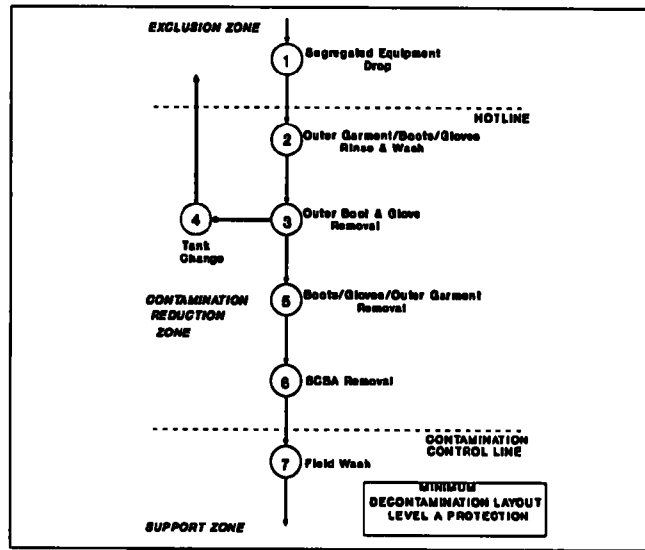 EXCLUSION ZONE
1
Segregated Equipment
Drop
HOTLINE
2
Outer Garment/Boots/Gloves
Rinse & Wash
4
3
Outer Boot & Glove
Removal
Tank
Change
CONTAMINATION
REDUCTION
ZONE
5
Boots/Gloves/Outer Garment
Removal
6
SCBA Removal
CONTAMINATION
CONTROL LINE
7
Field Wash
MINIMUM
DECONTAMINATION LAYOUT
LEVEL A PROTECTION
SUPPORT ZONE